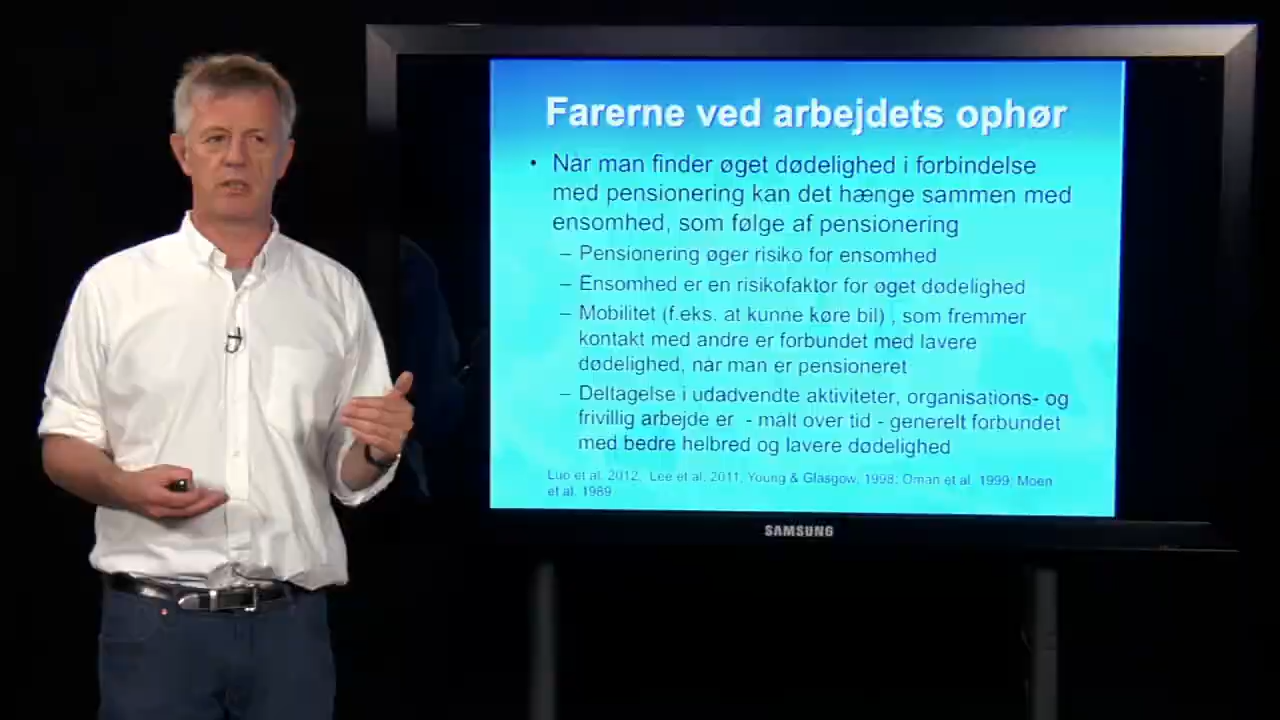 Farerne ved arbejdets ophør
• Når man finder øget dødelighed i forbindelse
med pensionering kan det hænge sammen med
ensomhed, som følge af pensionering
– Pensionering øger risiko for ensomhed
– Ensomhed er en risikofaktor for øget dødelighed
– Mobilitet (f.eks. at kunne køre bil) , som fremmer
kontakt med andre er forbundet med lavere
dødelighed, når man er pensioneret
– Deltagelse i udadvendte aktiviteter, organisations- og
frivillig arbejde er - målt over tid - generelt forbundet
med bedre helbred og lavere dødelighed
Luo et al. 2012, Lee et al. 2011, Young & Glasgow, 1998; Oman et al. 1999; Moen
et al. 1989
SAMSUNG